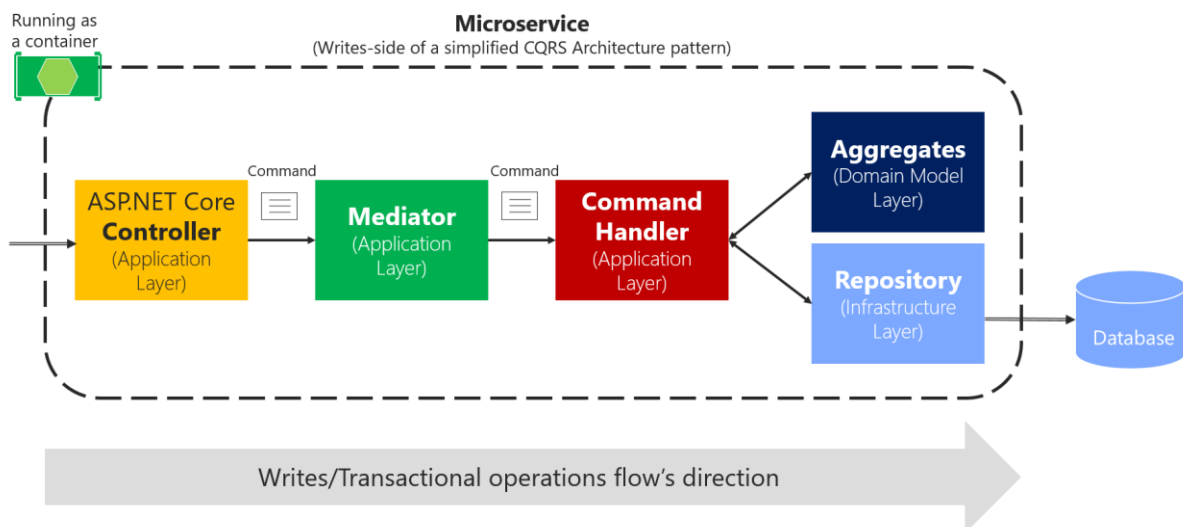 Running as
a container
Microservice
(Writes-side of a simplified CQRS Architecture pattern)
Command
ASP.NET Core
Controller
(Application
Layer)
Mediator
(Application
Layer)
Command
Command
Handler
(Application
Layer)
Aggregates
(Domain Model
Layer)
Repository
(Infrastructure
Layer)
Database
Writes/Transactional operations flow's direction